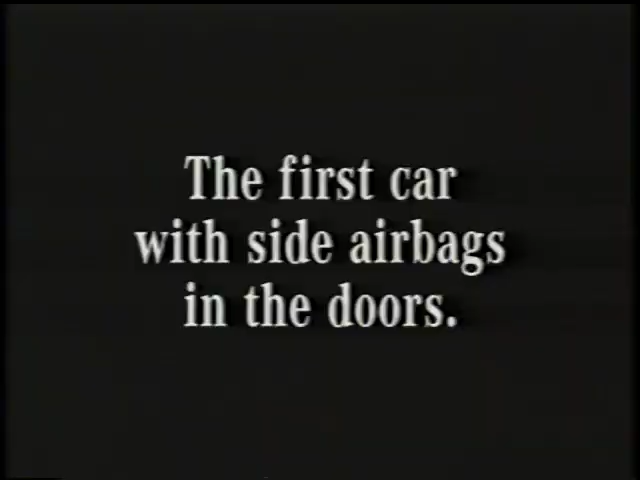 The first car
with side airbags
in the doors.